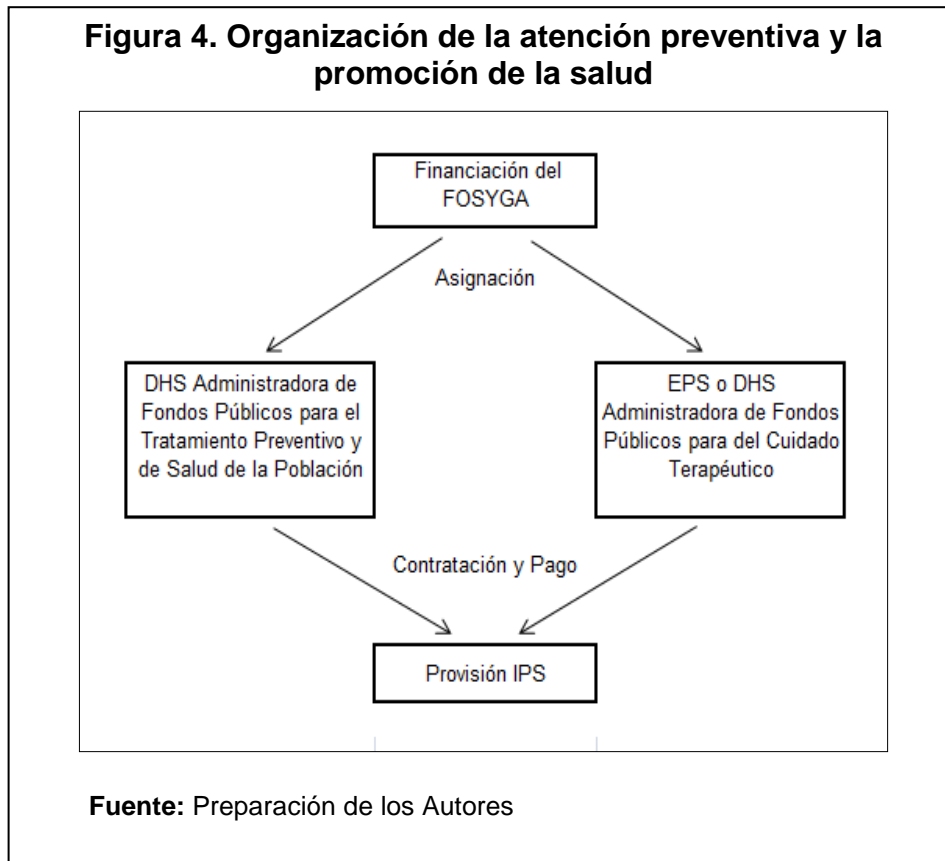 Figura 4. Organización de la atención preventiva y la
promoción de la salud
Financiación del
FOSYGA
Asignación
DHS Administradora de
Fondos Públicos para el
Tratamiento Preventivo y
de Salud de la Población
EPS o DHS
Administradora de Fondos
Públicos para del Cuidado
Terapéutico
Contratación y Pago
Provisión IPS
Fuente: Preparación de los Autores